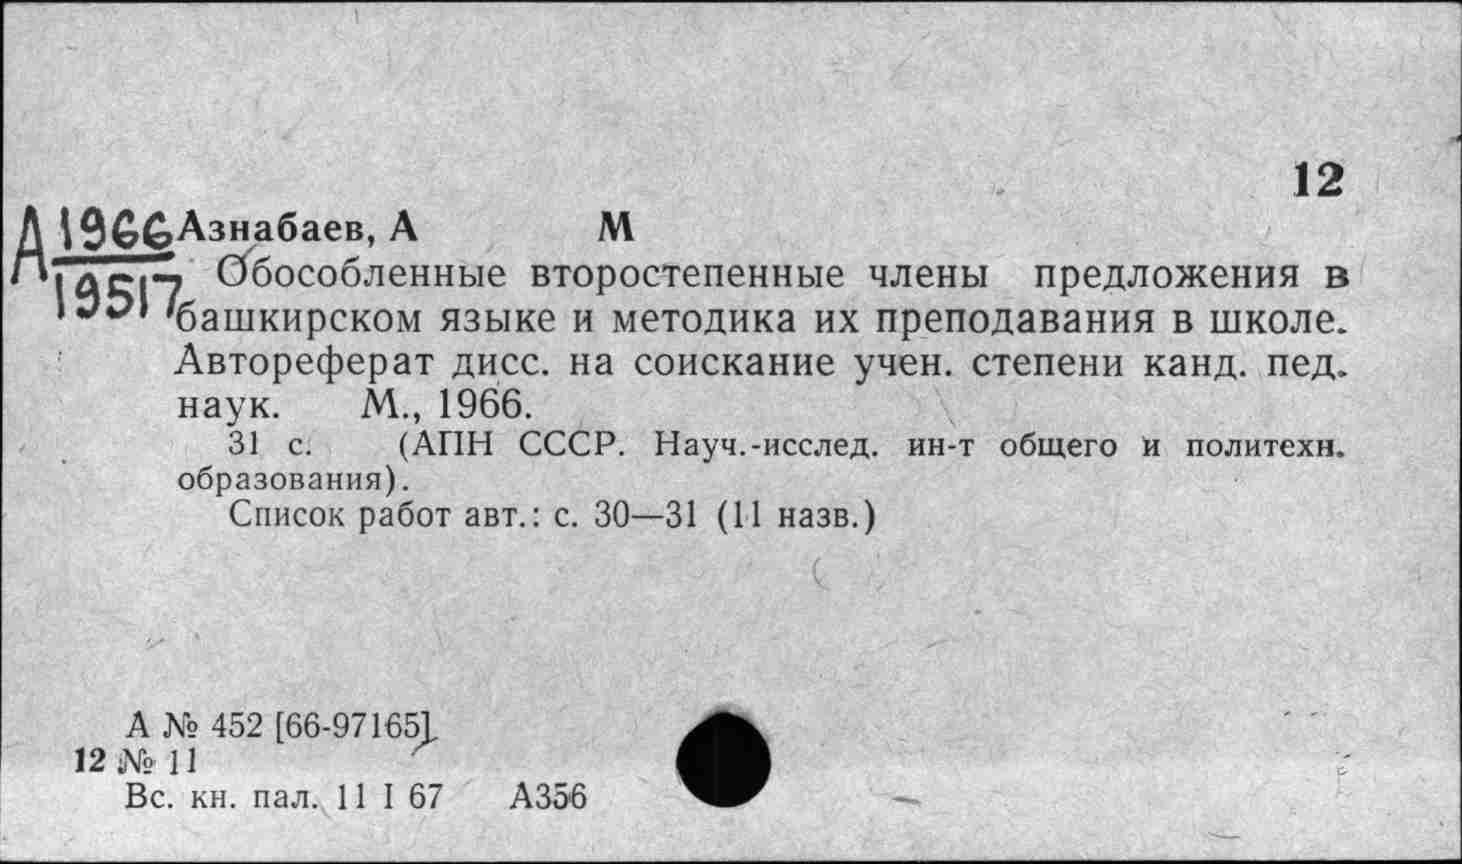 12
А 1966 Азнабаев, А М
19517 Обособленные второстепенные члены предложения в
башкирском языке и методика их преподавания в школе.
Автореферат дисс. на соискание учен. степени канд. пед.
наук. М., 1966.
31 с. (АПН СССР. Науч.-исслед. ин-т общего и политехн.
образования).
Список работ авт.: с. 30—31 (11 назв.)
А № 452 [66-97165]
12 № 11
Вс. кн. пал. 11 I 67 А356